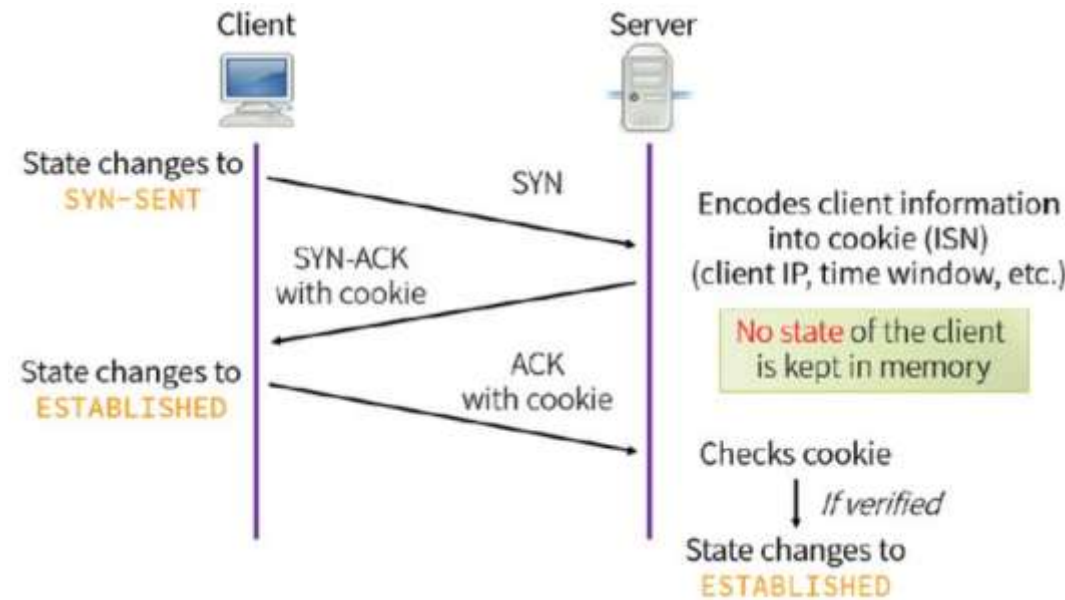 Client
Server
State changes to
SYN-SENT
SYN
Encodes client information
into cookie (ISN)
(client IP, time window, etc.)
SYN-ACK
with cookie
No state of the client
is kept in memory
State changes to
ESTABLISHED
ACK
with cookie
Checks cookie
If verified
State changes to
ESTABLISHED